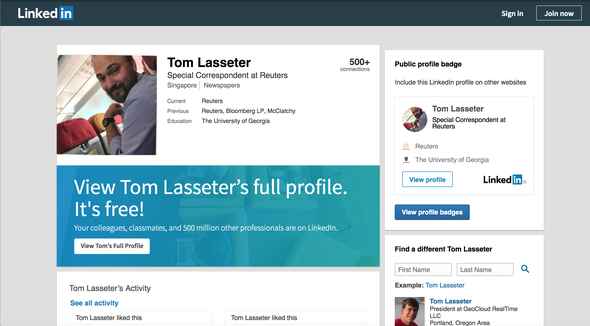 LinkedIn
Sign in
Join now
Tom Lasseter
Special Correspondent at Reuters
Singapore | Newspapers
Current Reuters
Previous Reuters, Bloomberg LP, McClatchy
Education The University of Georgia
500+
connections
View Tom Lasseter's full profile.
It's free!
Your colleagues, classmates, and 500 million other professionals are on LinkedIn.
View Tom's Full Profile
Tom Lasseter's Activity
See all activity
Tom Lasseter liked this
Tom Lasseter liked this
Public profile badge
Include this LinkedIn profile on other websites
Tom Lasseter
Special Correspondent at
Reuters
Reuters
The University of Georgia
View profile
LinkedIn
View profile badges
Find a different Tom Lasseter
First Name
Last Name
Example: Tom Lasseter
Tom Lasseter
President at GeoCloud RealTime
LLC
Portland, Oregon Area